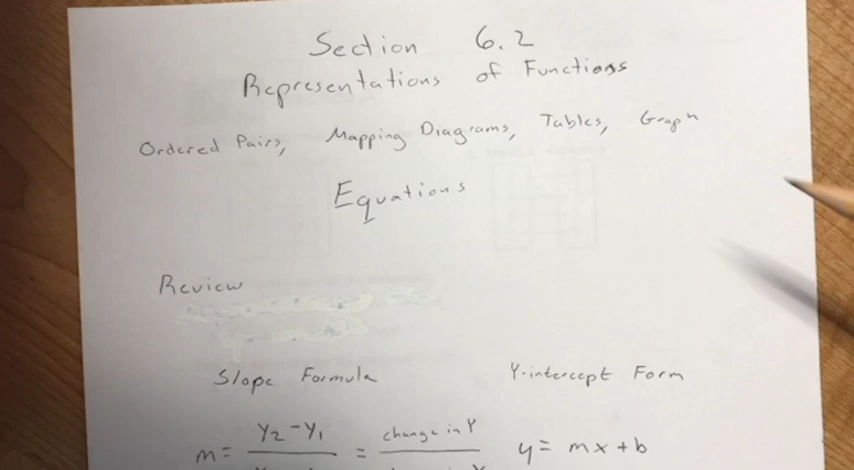 Section 6.2
Representations of Functions
Ordered Pairs, Mapping Diagrams, Tables, Graph
Equations
Review
Slope Formula Y-intercept Form
m = Y2 - Y1 = change in Y y = mx + b